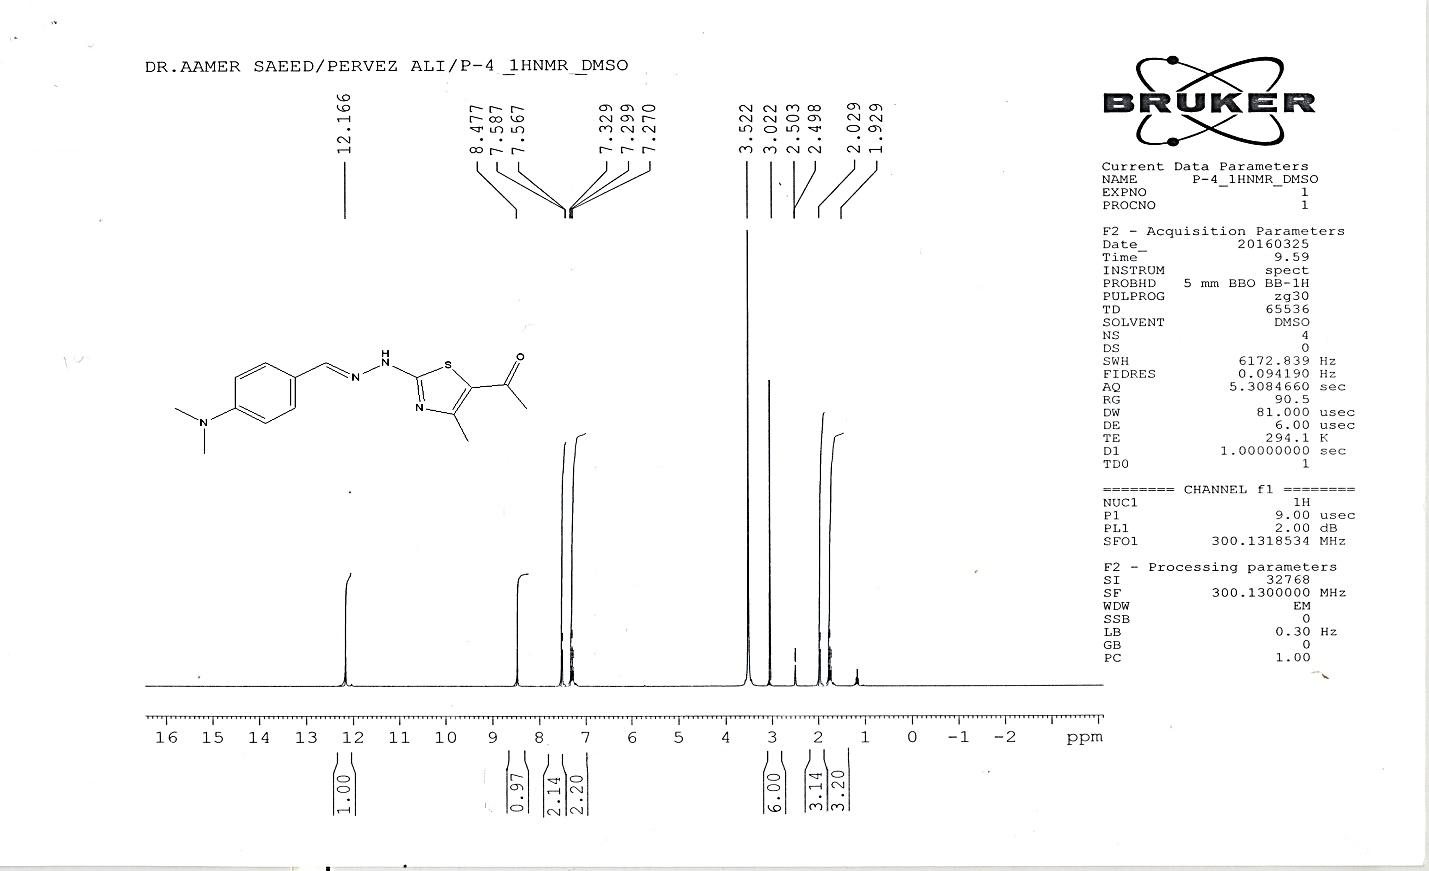 DR.AAMER SAEED/PERVEZ ALI/P-4 _1HNMR_DMSO
12.166
8.477
7.587
7.567
7.329
7.299
7.270
3.522
3.022
2.503
2.498
2.029
1.929
BRUKER
Current Data Parameters
NAME P-4_1HNMR_DMSO
EXPNO 1
PROCNO 1
F2 - Acquisition Parameters
Date_ 20160325
Time 9.59
INSTRUM spect
PROBHD 5 mm BBO BB-1H
PULPROG zg30
TD 65536
SOLVENT DMSO
NS 4
DS 0
SWH 6172.839 Hz
FIDRES 0.094190 Hz
AQ 5.3084660 sec
RG 90.5
DW 81.000 usec
DE 6.00 usec
TE 294.1 K
D1 1.00000000 sec
TD0 1
======== CHANNEL f1 ========
NUC1 1H
P1 9.00 usec
PL1 2.00 dB
SFO1 300.1318534 MHz
F2 - Processing parameters
SI 32768
SF 300.1300000 MHz
WDW EM
SSB 0
LB 0.30 Hz
GB 0
PC 1.00
H
N
N
S
O
N
N
16 15 14 13 12 11 10 9 8 7 6 5 4 3 2 1 0 -1 -2 ppm
1.00
0.97
2.14
2.20
6.00
3.14
3.20